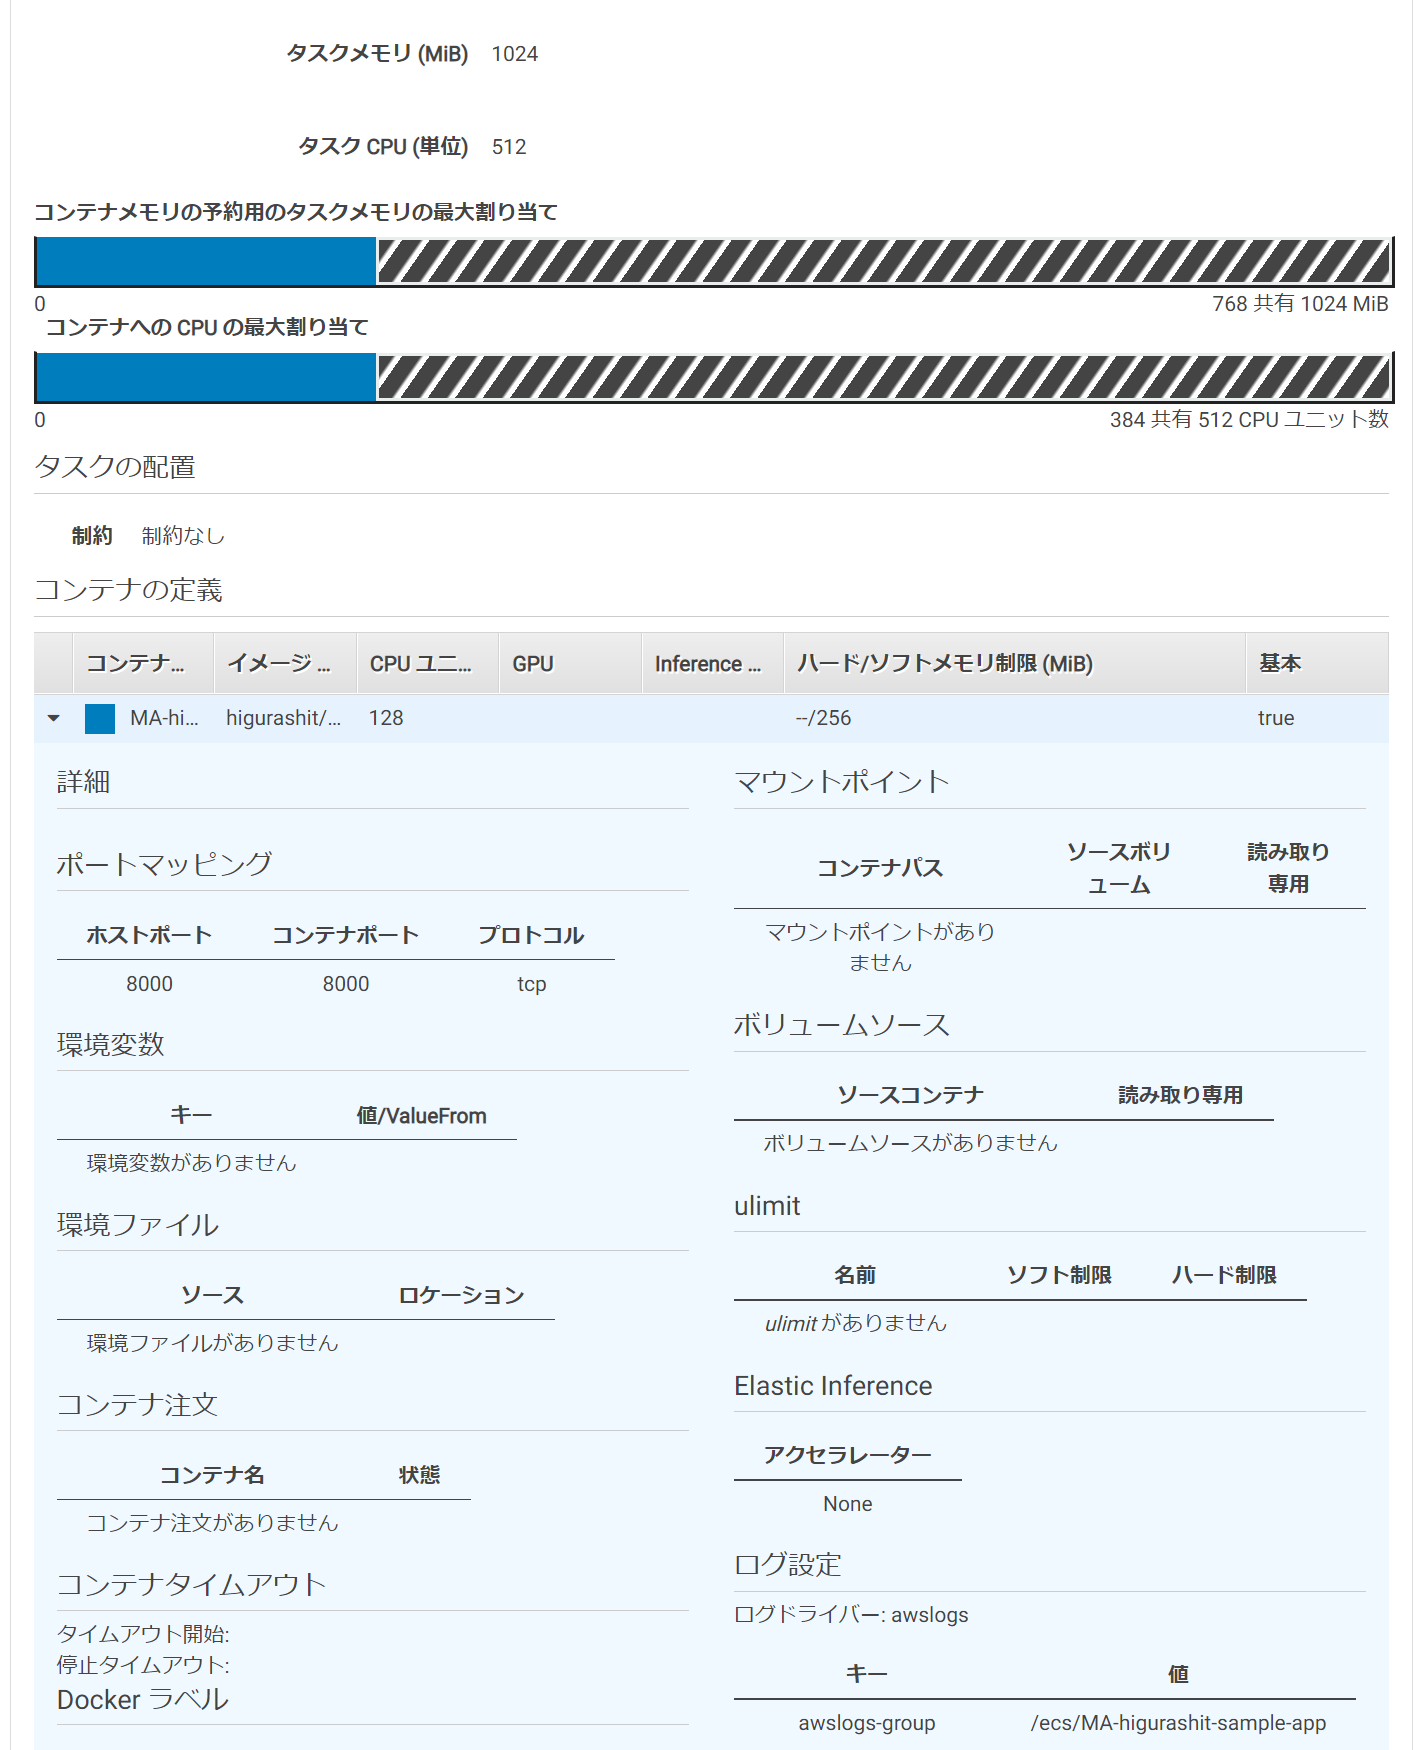 タスクメモリ (MiB) 1024
タスク CPU (単位) 512
コンテナメモリの予約用のタスクメモリの最大割り当て
0
768 共有 1024 MiB
コンテナへの CPU の最大割り当て
0
384 共有 512 CPU ユニット数
タスクの配置
制約 制約なし
コンテナの定義
コンテナ... イメージ ... CPU ユニ... GPU Inference ... ハード/ソフトメモリ制限 (MiB) 基本
MA-hi... higurashit/... 128 --/256 true
詳細
ポートマッピング
ホストポート コンテナポート プロトコル
8000 8000 tcp
環境変数
キー 値/ValueFrom
環境変数がありません
環境ファイル
ソース ロケーション
環境ファイルがありません
コンテナ注文
コンテナ名 状態
コンテナ注文がありません
コンテナタイムアウト
タイムアウト開始:
停止タイムアウト:
Docker ラベル
マウントポイント
コンテナパス ソースボリ 読み取り
ューム 専用
マウントポイントがあり
ません
ボリュームソース
ソースコンテナ 読み取り専用
ボリュームソースがありません
ulimit
名前 ソフト制限 ハード制限
ulimit がありません
Elastic Inference
アクセラレーター
None
ログ設定
ログドライバー: awslogs
キー 値
awslogs-group /ecs/MA-higurashit-sample-app